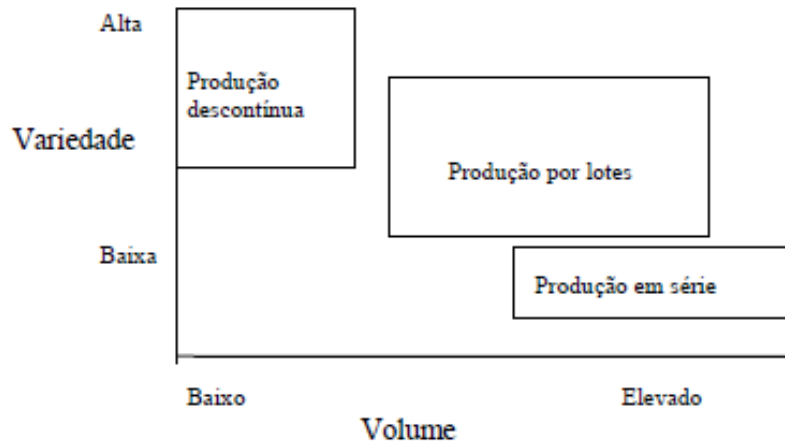 Alta
Produção
descontínua
Variedade
Produção por lotes
Baixa
Produção em série
Baixo
Elevado
Volume